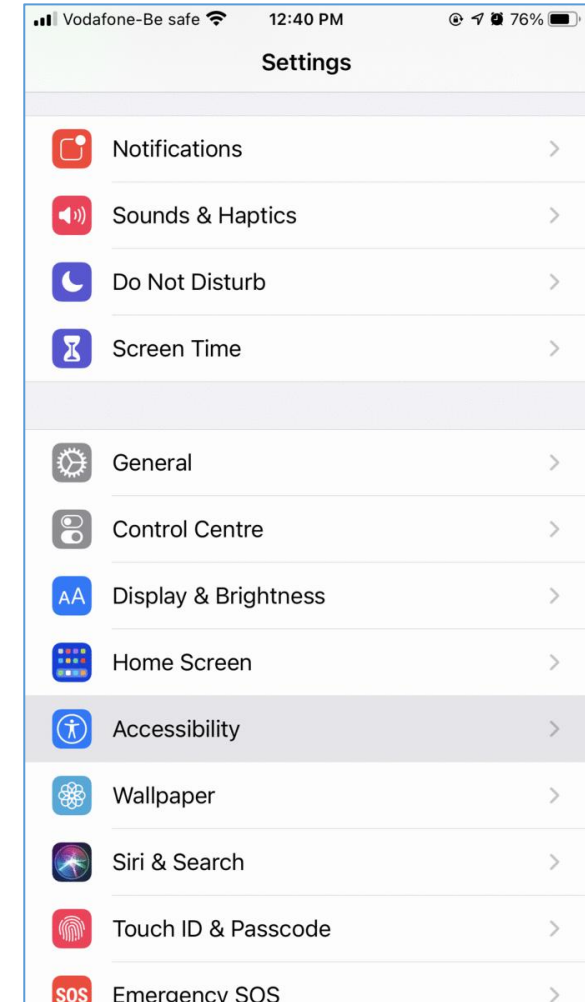 Vodafone-Be safe 12:40 PM 76%
Settings
Notifications
Sounds & Haptics
Do Not Disturb
Screen Time
General
Control Centre
AA Display & Brightness
Home Screen
Accessibility
Wallpaper
Siri & Search
Touch ID & Passcode
SOS Emergency SOS